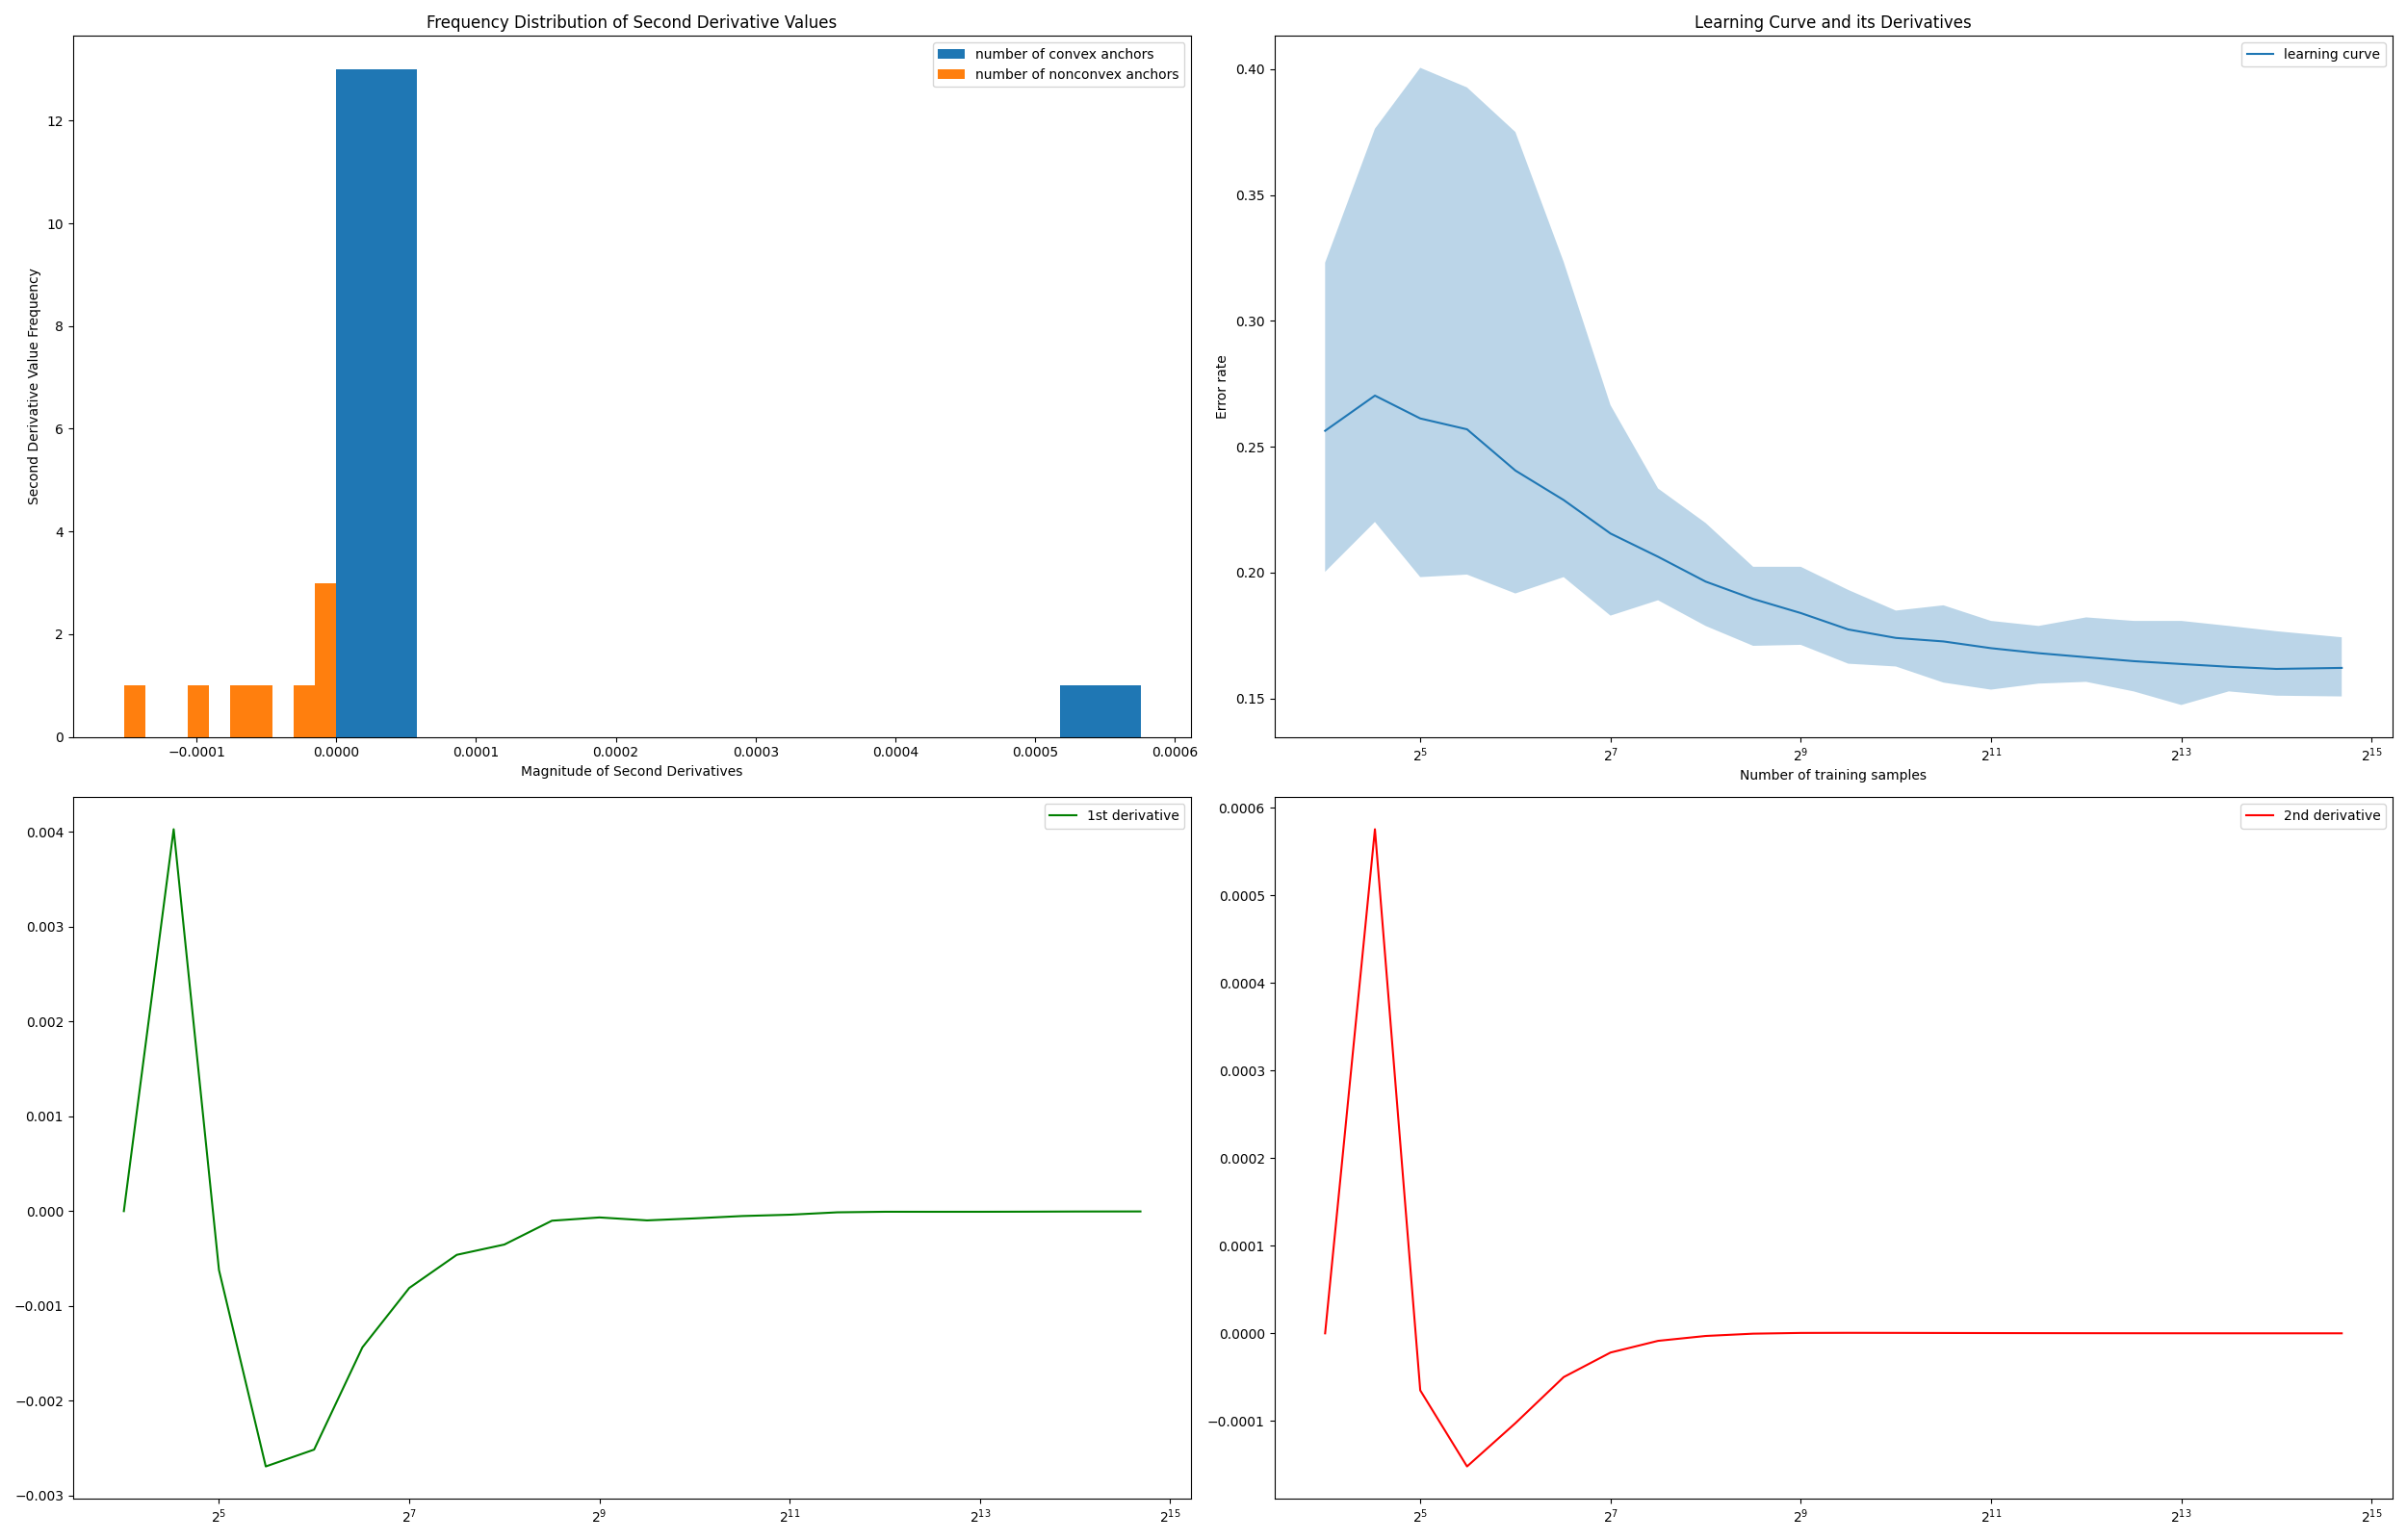 Frequency Distribution of Second Derivative Values
number of convex anchors
number of nonconvex anchors
Second Derivative Value Frequency
12
10
8
6
4
2
0
−0.0001 0.0000 0.0001 0.0002 0.0003 0.0004 0.0005 0.0006
Magnitude of Second Derivatives
Learning Curve and its Derivatives
learning curve
Error rate
0.40
0.35
0.30
0.25
0.20
0.15
2^5 2^7 2^9 2^11 2^13 2^15
Number of training samples
1st derivative
0.004
0.003
0.002
0.001
0.000
−0.001
−0.002
−0.003
2^5 2^7 2^9 2^11 2^13 2^15
2nd derivative
0.0006
0.0005
0.0004
0.0003
0.0002
0.0001
0.0000
−0.0001
2^5 2^7 2^9 2^11 2^13 2^15